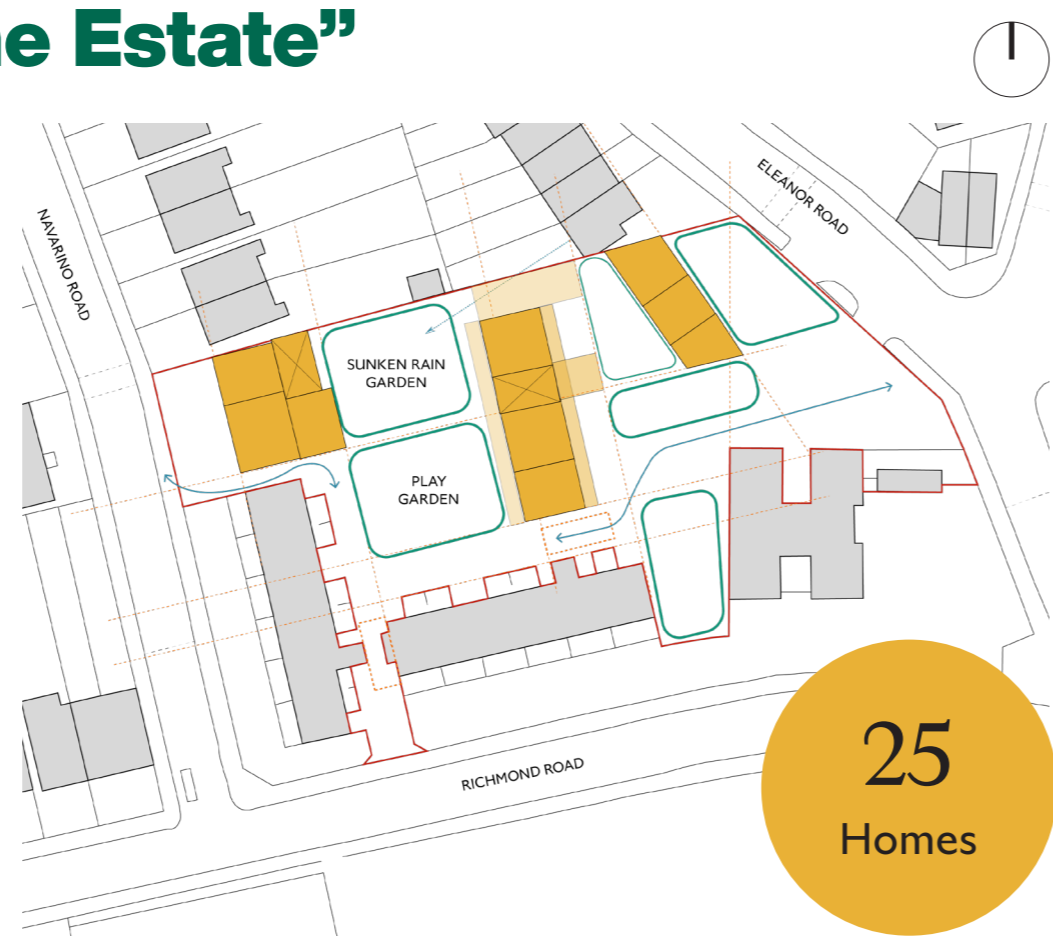 e Estate”
NAVARINO ROAD
ELEANOR ROAD
SUNKEN RAIN
GARDEN
PLAY
GARDEN
RICHMOND ROAD
25
Homes